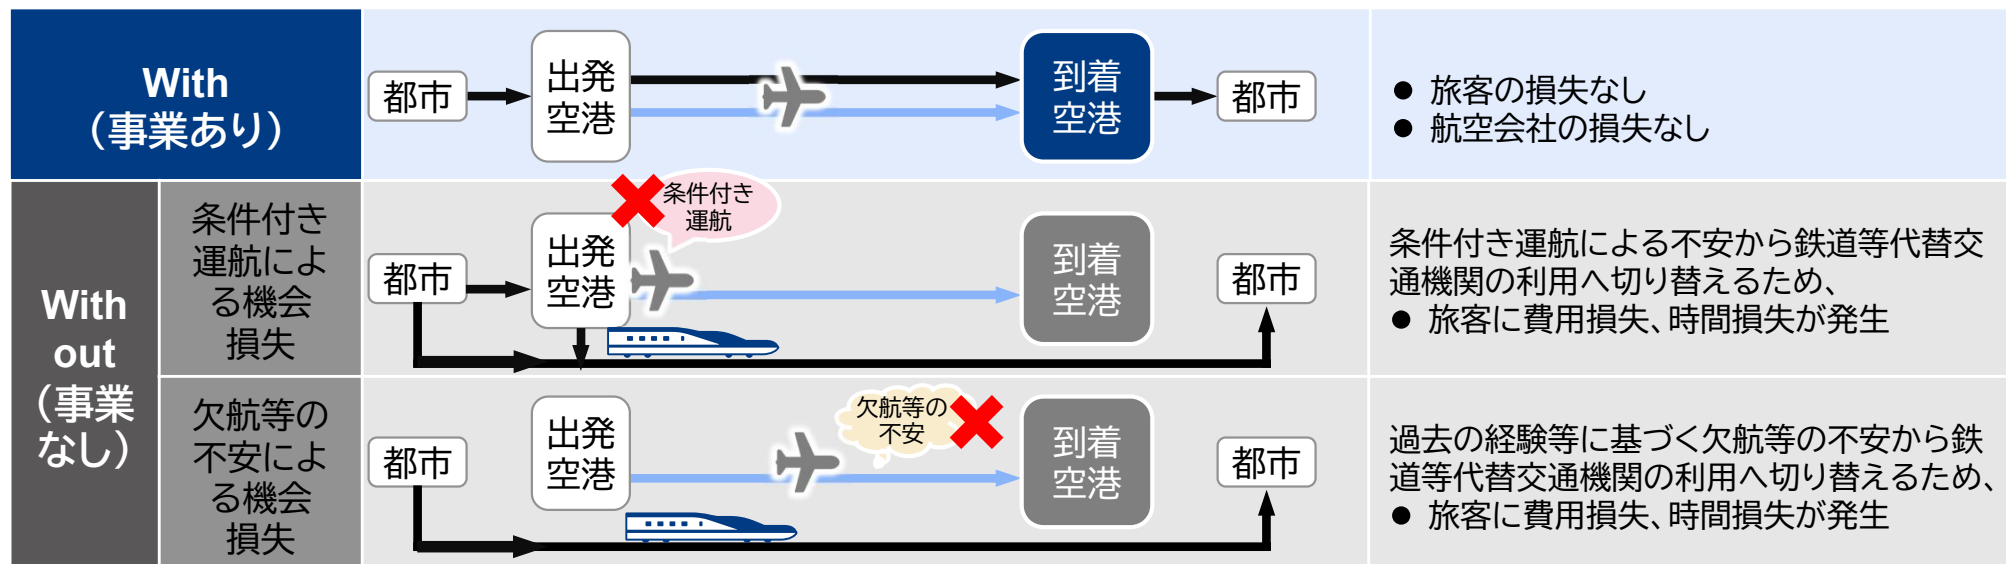 With
（事業あり）
都市
出発
空港
到着
空港
都市
● 旅客の損失なし
● 航空会社の損失なし
With
out
（事業
なし）
条件付き
運航によ
る機会
損失
都市
出発
空港
条件付き
運航
到着
空港
都市
条件付き運航による不安から鉄道等代替交
通機関の利用へ切り替えるため、
● 旅客に費用損失、時間損失が発生
欠航等の
不安によ
る機会
損失
都市
出発
空港
欠航等の
不安
到着
空港
都市
過去の経験等に基づく欠航等の不安から鉄
道等代替交通機関の利用へ切り替えるため、
● 旅客に費用損失、時間損失が発生